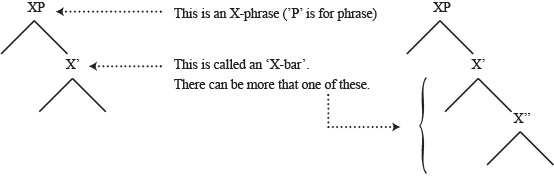 XP
This is an X-phrase ('P' is for phrase)
XP
X'
This is called an 'X-bar'.
X'
There can be more that one of these.
X''